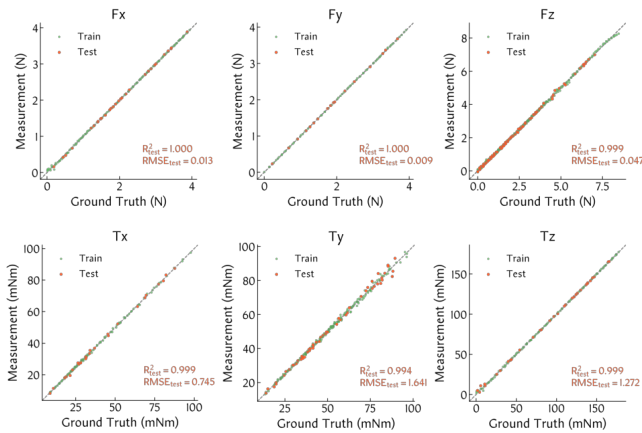 Fx
4
3
2
1
0
Measurement (N)
Train
Test
R²test = 1.000
RMSEtest = 0.013
0
2
4
Ground Truth (N)
Fy
4
3
2
1
0
Measurement (N)
Train
Test
R²test = 1.000
RMSEtest = 0.009
0
2
4
Ground Truth (N)
Fz
8
6
4
2
0
Measurement (N)
Train
Test
R²test = 0.999
RMSEtest = 0.047
0.0
2.5
5.0
7.5
Ground Truth (N)
Tx
100
80
60
40
20
Measurement (mNm)
Train
Test
R²test = 0.999
RMSEtest = 0.745
25
50
75
100
Ground Truth (mNm)
Ty
100
80
60
40
20
Measurement (mNm)
Train
Test
R²test = 0.994
RMSEtest = 1.641
25
50
75
100
Ground Truth (mNm)
Tz
150
100
50
0
Measurement (mNm)
Train
Test
R²test = 0.999
RMSEtest = 1.272
0
50
100
150
Ground Truth (mNm)